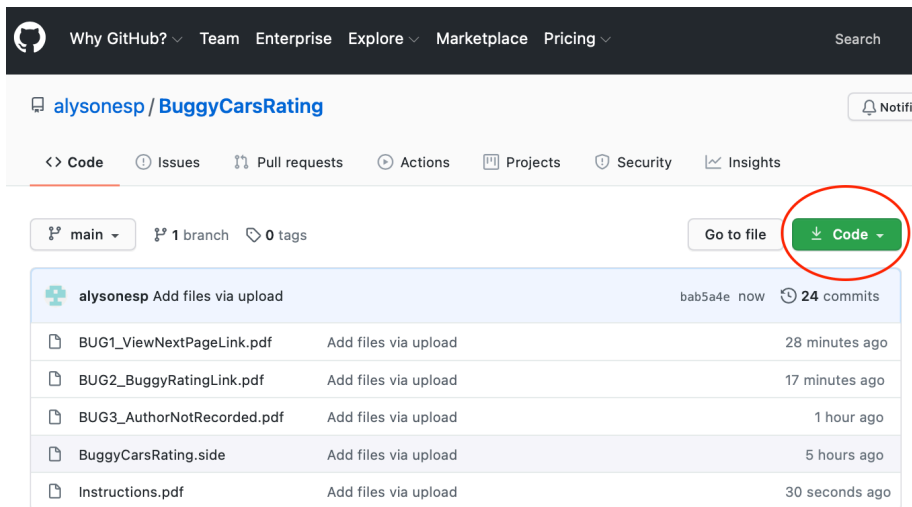 Why GitHub? Team Enterprise Explore Marketplace Pricing Search
alysonesp / BuggyCarsRating
Notifi
<> Code Issues Pull requests Actions Projects Security Insights
main 1 branch 0 tags Go to file Code
alysonesp Add files via upload bab5a4e now 24 commits
BUG1_ViewNextPageLink.pdf Add files via upload 28 minutes ago
BUG2_BuggyRatingLink.pdf Add files via upload 17 minutes ago
BUG3_AuthorNotRecorded.pdf Add files via upload 1 hour ago
BuggyCarsRating.side Add files via upload 5 hours ago
Instructions.pdf Add files via upload 30 seconds ago